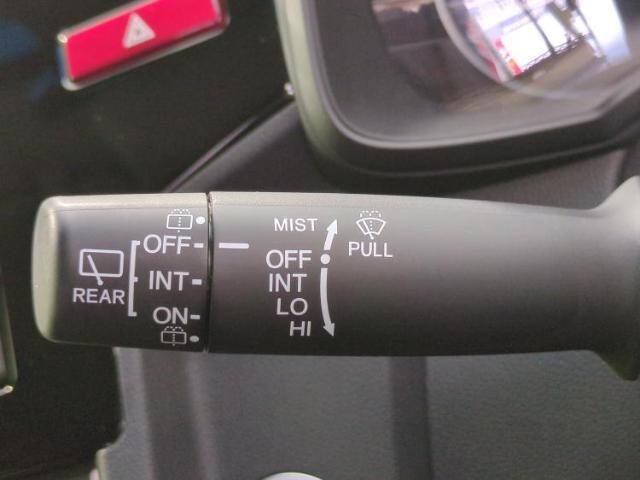 MIST
PULL
OFF
INT
LO
HI
OFF
INT
ON
REAR